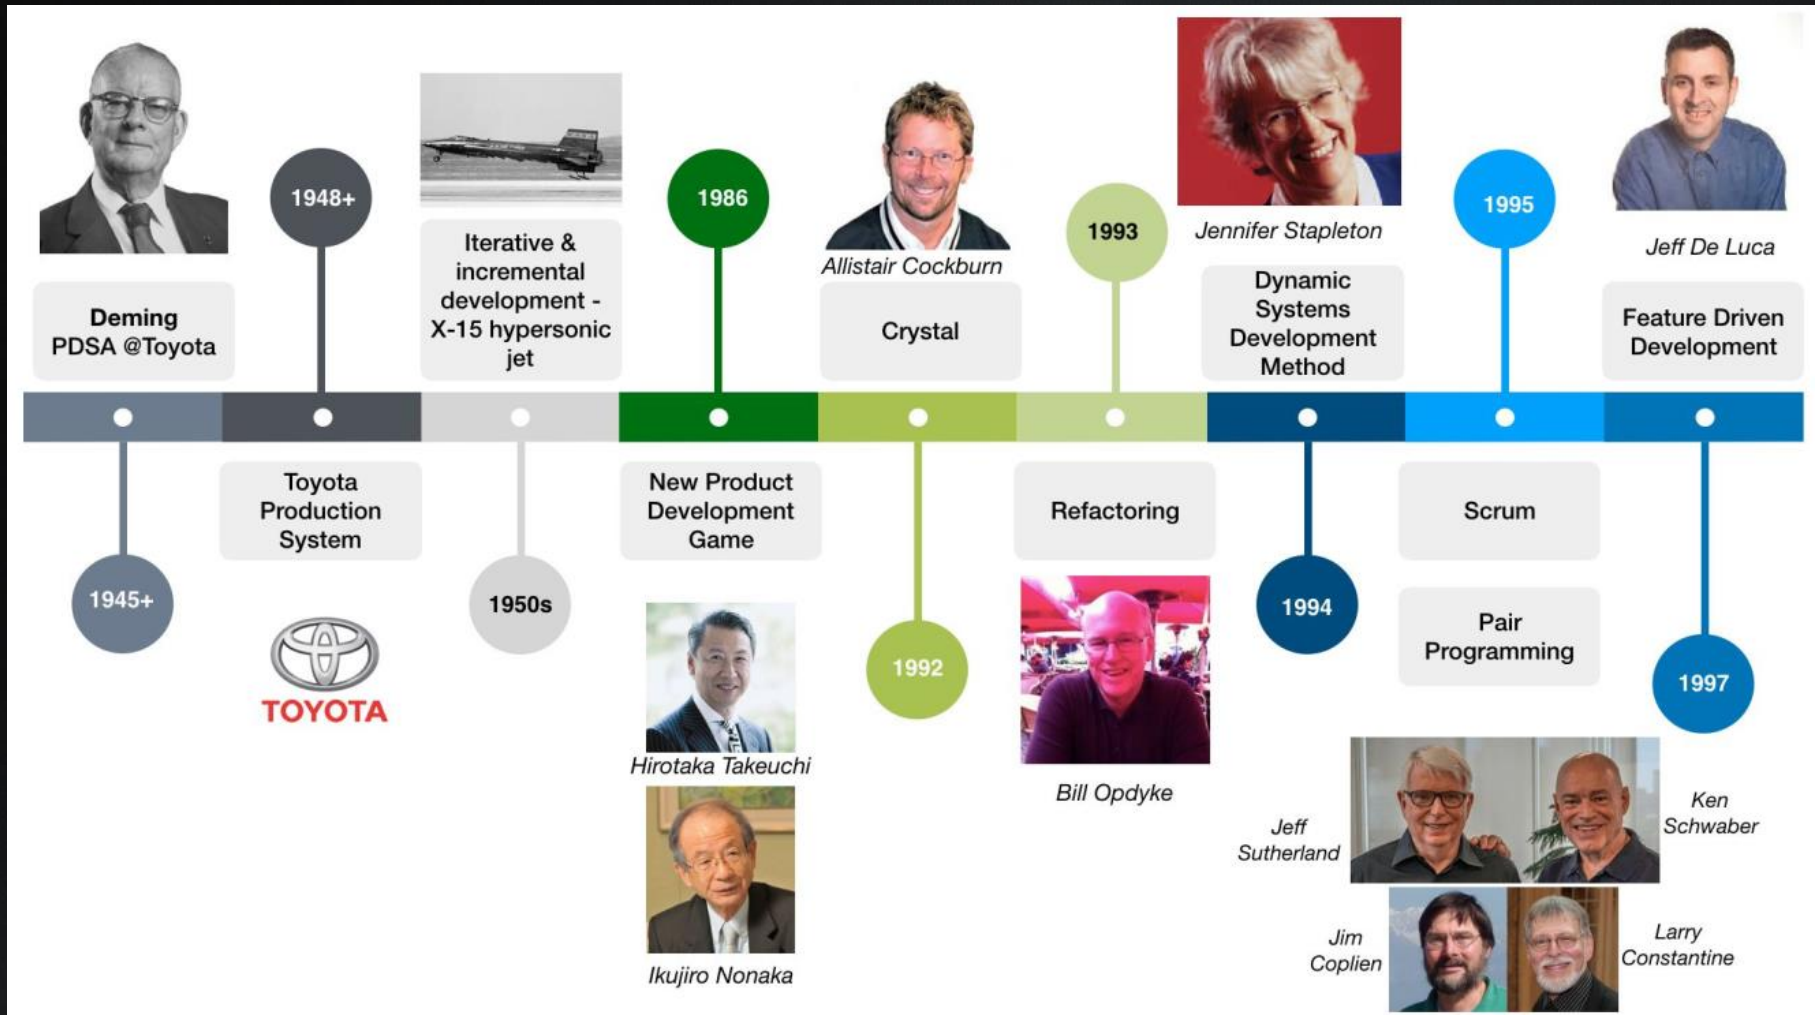 1948+
1986
1993
1995
Jennifer Stapleton
Jeff De Luca
Allistair Cockburn
Iterative &
incremental
development -
X-15 hypersonic
jet
Deming
PDSA @Toyota
Crystal
Dynamic
Systems
Development
Method
Feature Driven
Development
Toyota
Production
System
New Product
Development
Game
Refactoring
Scrum
1945+
1950s
1992
1994
Pair
Programming
1997
TOYOTA
Hirotaka Takeuchi
Ikujiro Nonaka
Bill Opdyke
Jeff
Sutherland
Ken
Schwaber
Jim
Coplien
Larry
Constantine